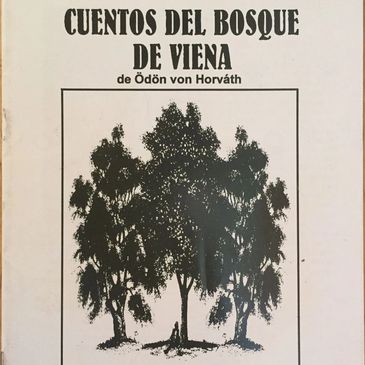 CUENTOS DEL BOSQUE
DE VIENA
de Ödön von Horváth